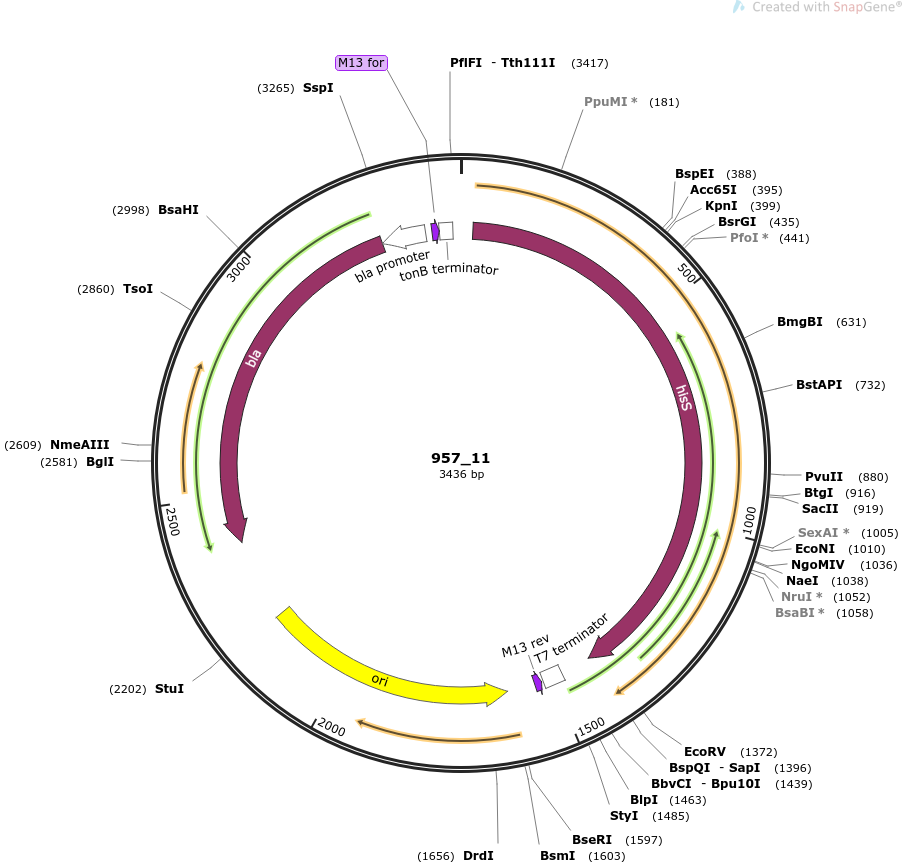 Created with SnapGene®
M13 for
PflFI - Tth111I (3417)
(3265) SspI
PpuMI * (181)
BspEI (388)
Acc65I (395)
KpnI (399)
BsrGI (435)
PfoI * (441)
(2998) BsaHI
bla promoter
tonB terminator
3000
500
(2860) TsoI
BmgBI (631)
bla
BstAPI (732)
hisS
(2609) NmeAIII
(2581) BglI
957_11
3436 bp
PvuII (880)
BtgI (916)
SacII (919)
2500
1000
SexAI * (1005)
EcoNI (1010)
NgoMIV (1036)
NaeI (1038)
NruI * (1052)
BsaBI * (1058)
M13 rev
T7 terminator
ori
(2202) StuI
2000
1500
EcoRV (1372)
BspQI - SapI (1396)
BbvCI - Bpu10I (1439)
BlpI (1463)
StyI (1485)
BseRI (1597)
(1656) DrdI
BsmI (1603)